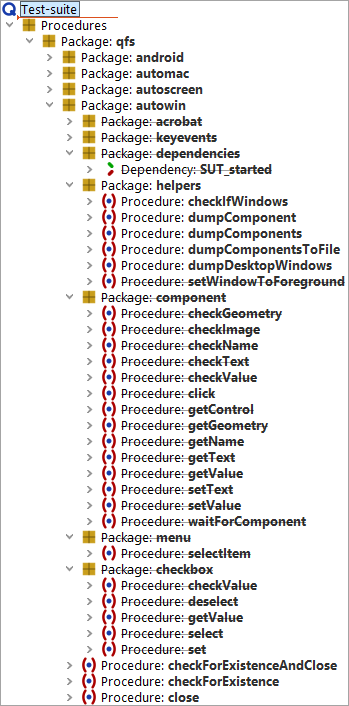 Test-suite
Procedures
Package: qfs
Package: android
Package: automac
Package: autoscreen
Package: autowin
Package: acrobat
Package: keyevents
Package: dependencies
Dependency: SUT_started
Package: helpers
Procedure: checkIfWindows
Procedure: dumpComponent
Procedure: dumpComponents
Procedure: dumpComponentsToFile
Procedure: dumpDesktopWindows
Procedure: setWindowToForeground
Package: component
Procedure: checkGeometry
Procedure: checkImage
Procedure: checkName
Procedure: checkText
Procedure: checkValue
Procedure: click
Procedure: getControl
Procedure: getGeometry
Procedure: getName
Procedure: getText
Procedure: getValue
Procedure: setText
Procedure: setValue
Procedure: waitForComponent
Package: menu
Procedure: selectItem
Package: checkbox
Procedure: checkValue
Procedure: deselect
Procedure: getValue
Procedure: select
Procedure: set
Procedure: checkForExistenceAndClose
Procedure: checkForExistence
Procedure: close